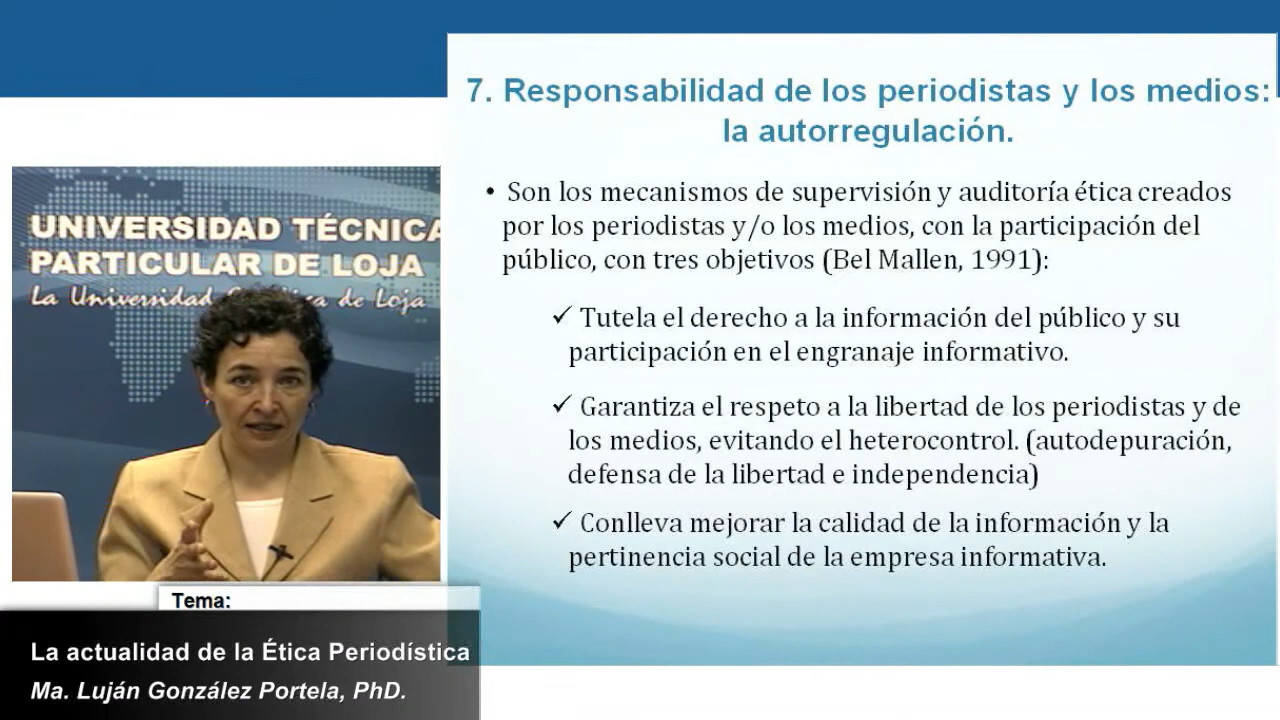 7. Responsabilidad de los periodistas y los medios:
la autorregulación.
• Son los mecanismos de supervisión y auditoría ética creados
por los periodistas y/o los medios, con la participación del
público, con tres objetivos (Bel Mallen, 1991):
✓ Tutela el derecho a la información del público y su
participación en el engranaje informativo.
✓ Garantiza el respeto a la libertad de los periodistas y de
los medios, evitando el heterocontrol. (autodepuración,
defensa de la libertad e independencia)
✓ Conlleva mejorar la calidad de la información y la
pertinencia social de la empresa informativa.
UNIVERSIDAD TÉCNICA
PARTICULAR DE LOJA
La Universidad de Loja
Tema:
La actualidad de la Ética Periodística
Ma. Luján González Portela, PhD.